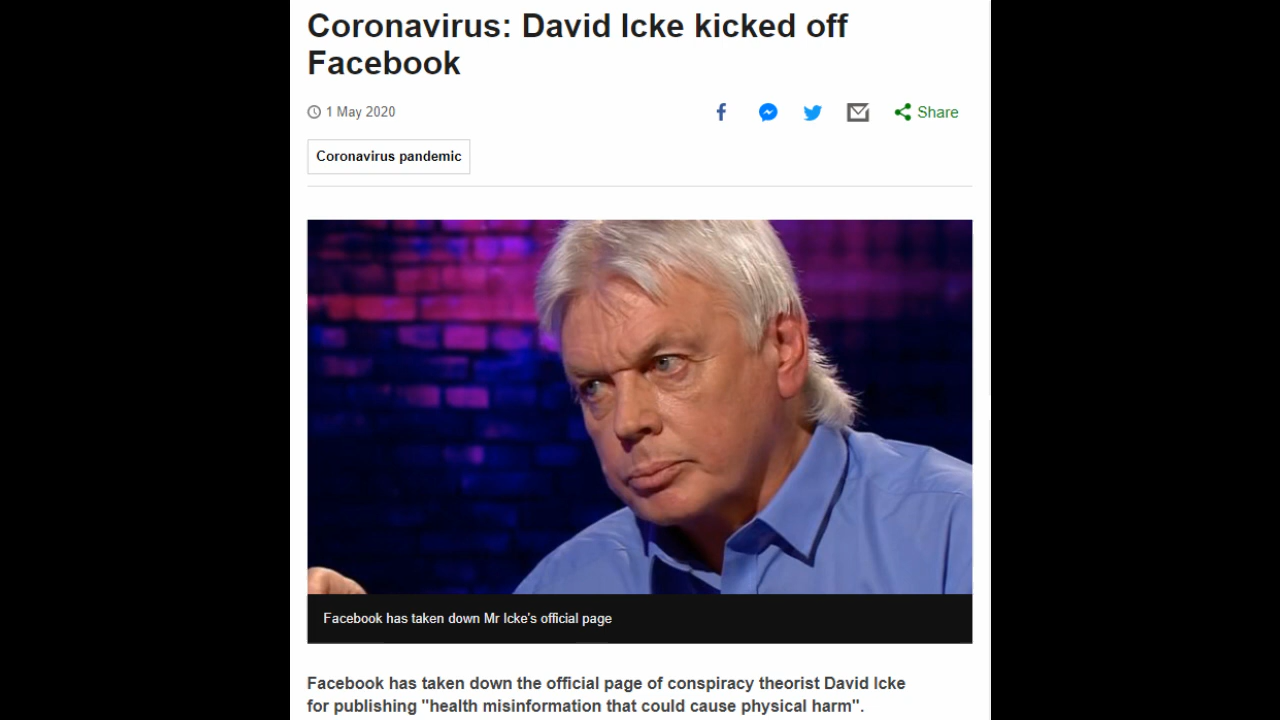 Coronavirus: David Icke kicked off
Facebook
1 May 2020
Share
Coronavirus pandemic
Facebook has taken down Mr Icke's official page
Facebook has taken down the official page of conspiracy theorist David Icke
for publishing "health misinformation that could cause physical harm".